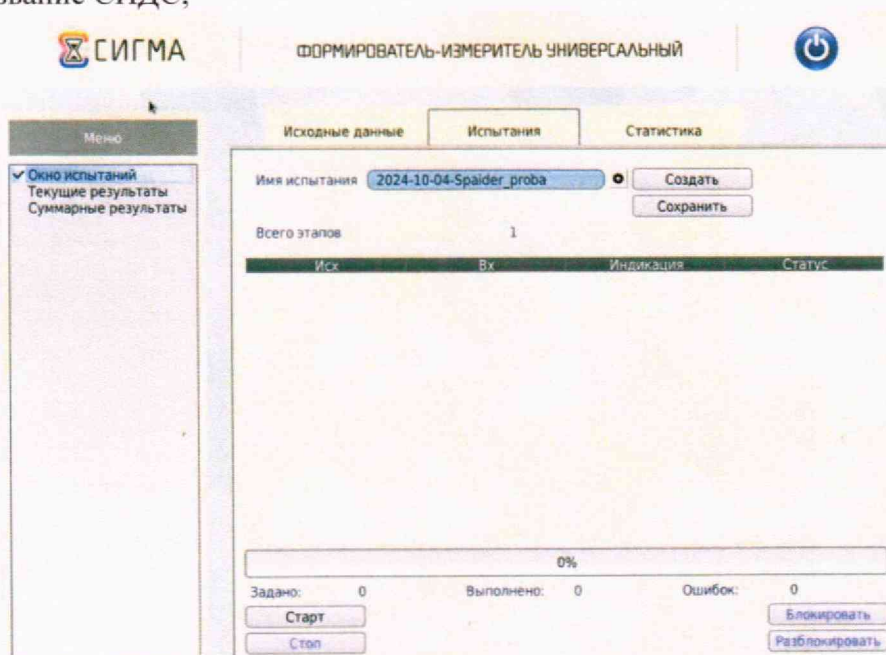 СИГМА
ФОРМИРОВАТЕЛЬ-ИЗМЕРИТЕЛЬ УНИВЕРСАЛЬНЫЙ
Меню
Исходные данные Испытания Статистика
Окно испытаний
Текущие результаты
Суммарные результаты
Имя испытания 2024-10-04-Spaider_proba Создать
Сохранить
Всего этапов 1
Исх Вх Индикация Статус
0%
Задано: 0 Выполнено: 0 Ошибок: 0
Старт Блокировать
Стоп Разблокировать